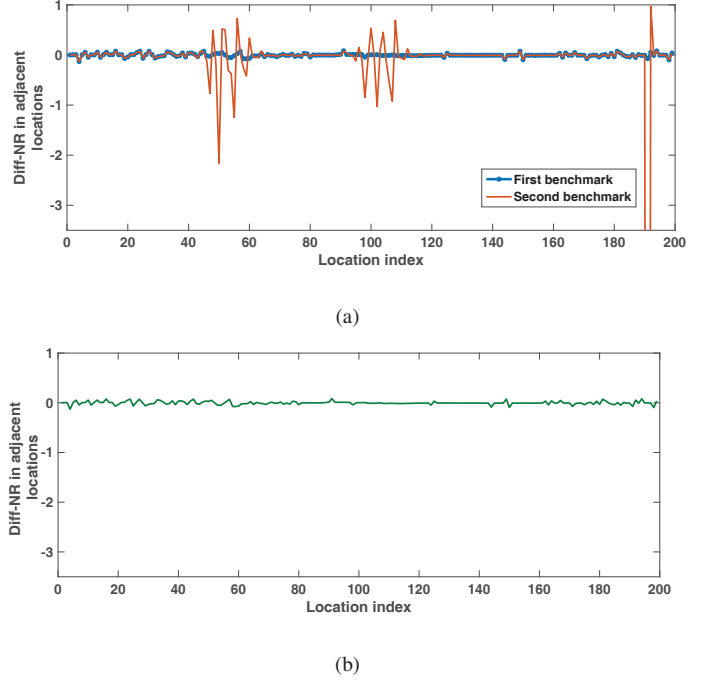 1
0
-1
-2
-3
Diff-NR in adjacent
locations
First benchmark
Second benchmark
0 20 40 60 80 100 120 140 160 180 200
Location index
(a)
1
0
-1
-2
-3
Diff-NR in adjacent
locations
0 20 40 60 80 100 120 140 160 180 200
Location index
(b)